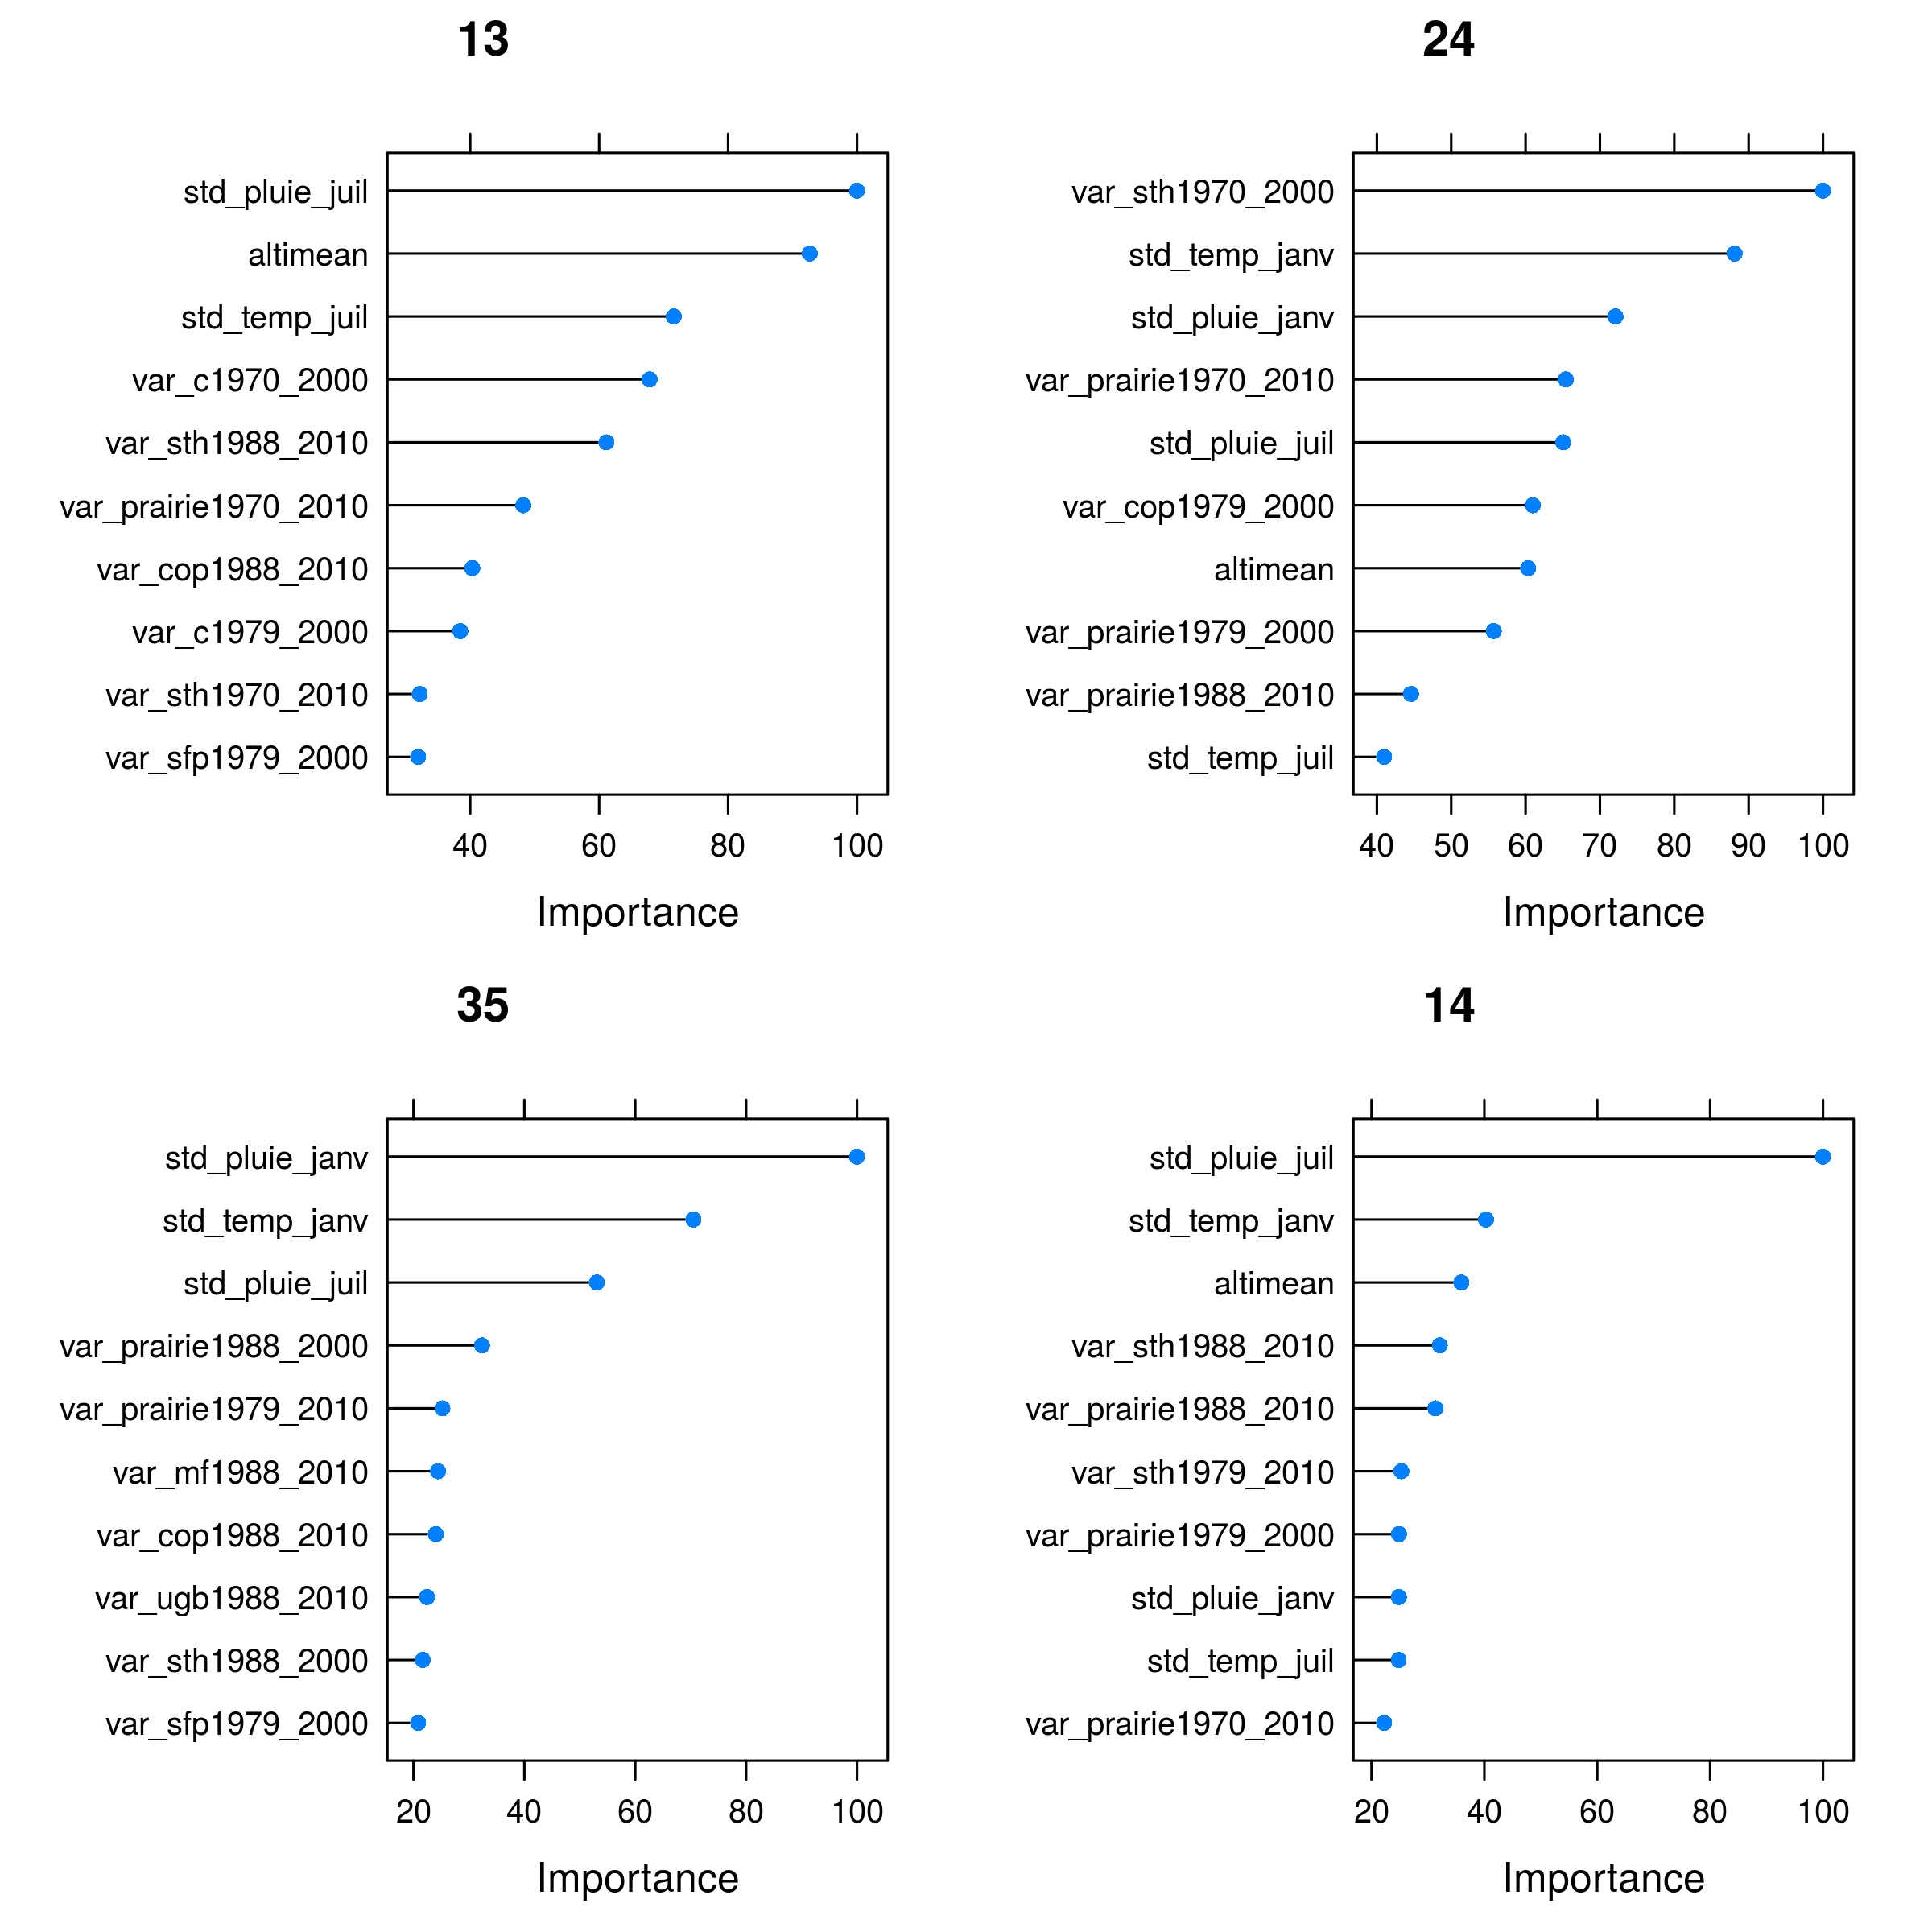 13
std_pluie_juil
altimean
std_temp_juil
var_c1970_2000
var_sth1988_2010
var_prairie1970_2010
var_cop1988_2010
var_c1979_2000
var_sth1970_2010
var_sfp1979_2000
40 60 80 100
Importance
24
var_sth1970_2000
std_temp_janv
std_pluie_janv
var_prairie1970_2010
std_pluie_juil
var_cop1979_2000
altimean
var_prairie1979_2000
var_prairie1988_2010
std_temp_juil
40 50 60 70 80 90 100
Importance
35
std_pluie_janv
std_temp_janv
std_pluie_juil
var_prairie1988_2000
var_prairie1979_2010
var_mf1988_2010
var_cop1988_2010
var_ugb1988_2010
var_sth1988_2000
var_sfp1979_2000
20 40 60 80 100
Importance
14
std_pluie_juil
std_temp_janv
altimean
var_sth1988_2010
var_prairie1988_2010
var_sth1979_2010
var_prairie1979_2000
std_pluie_janv
std_temp_juil
var_prairie1970_2010
20 40 60 80 100
Importance